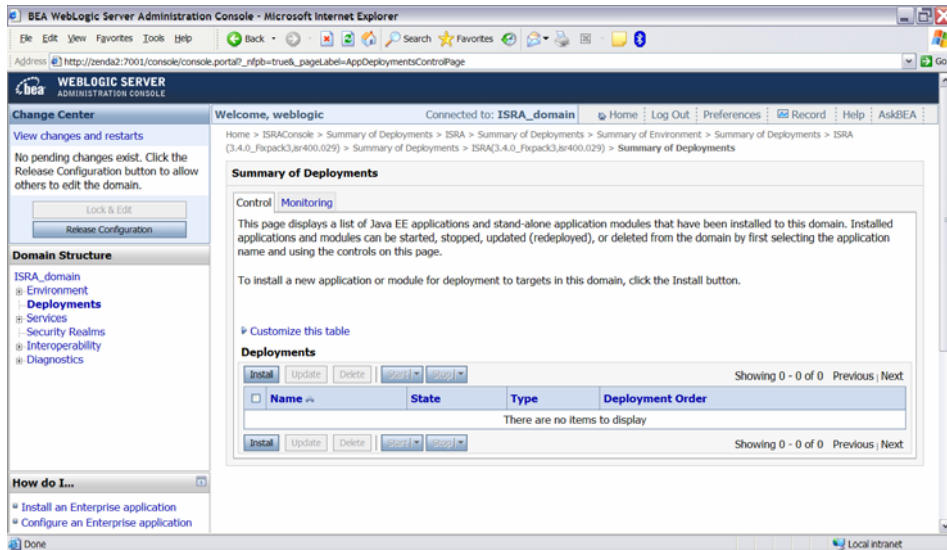 BEA WebLogic Server Administration Console - Microsoft Internet Explorer
File Edit View Favorites Tools Help
Back Search Favorites
Address http://zenda2:7001/console/console.portal?_nfpb=true&_pageLabel=AppDeploymentsControlPage Go
bea WEBLOGIC SERVER
ADMINISTRATION CONSOLE
Change Center
View changes and restarts
No pending changes exist. Click the
Release Configuration button to allow
others to edit the domain.
Lock & Edit
Release Configuration
Domain Structure
ISRA_domain
Environment
Deployments
Services
Security Realms
Interoperability
Diagnostics
How do I...
Install an Enterprise application
Configure an Enterprise application
Welcome, weblogic Connected to: ISRA_domain Home Log Out Preferences Record Help AskBEA
Home > ISRAConsole > Summary of Deployments > ISRA > Summary of Deployments > Summary of Environment > Summary of Deployments > ISRA
(3.4.0_Fixpack3,isr400.029) > Summary of Deployments > ISRA(3.4.0_Fixpack3,isr400.029) > Summary of Deployments
Summary of Deployments
Control Monitoring
This page displays a list of Java EE applications and stand-alone application modules that have been installed to this domain. Installed
applications and modules can be started, stopped, updated (redeployed), or deleted from the domain by first selecting the application
name and using the controls on this page.
To install a new application or module for deployment to targets in this domain, click the Install button.
Customize this table
Deployments
Install Update Delete Start Stop Showing 0 - 0 of 0 Previous | Next
Name State Type Deployment Order
There are no items to display
Install Update Delete Start Stop Showing 0 - 0 of 0 Previous | Next
Done Local intranet